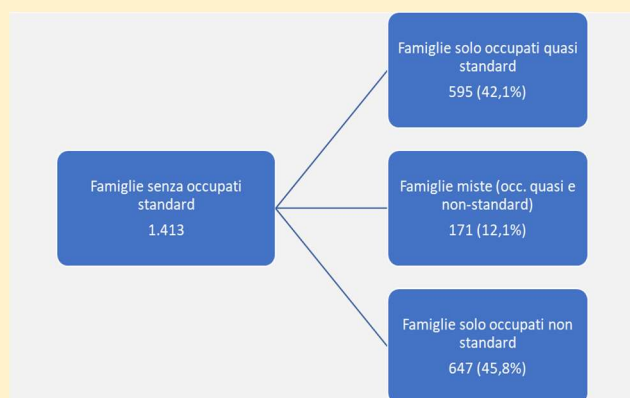 Famiglie solo occupati quasi
standard
595 (42,1%)
Famiglie senza occupati
standard
1.413
Famiglie miste (occ. quasi e
non-standard)
171 (12,1%)
Famiglie solo occupati non
standard
647 (45,8%)